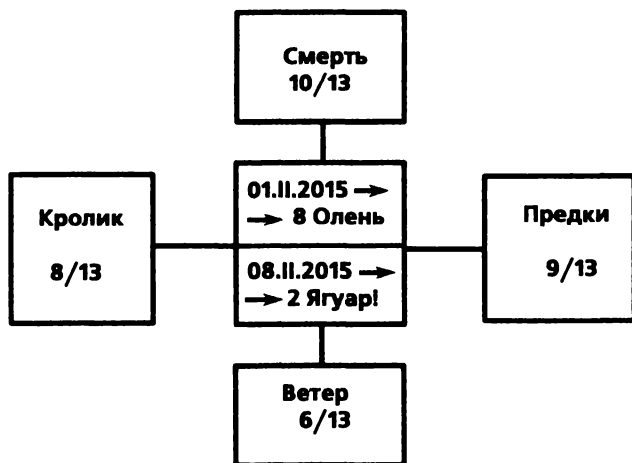 Смерть
10/13
Кролик
8/13
01.II.2015 →
→ 8 Олень
08.II.2015 →
→ 2 Ягуар!
Предки
9/13
Ветер
6/13